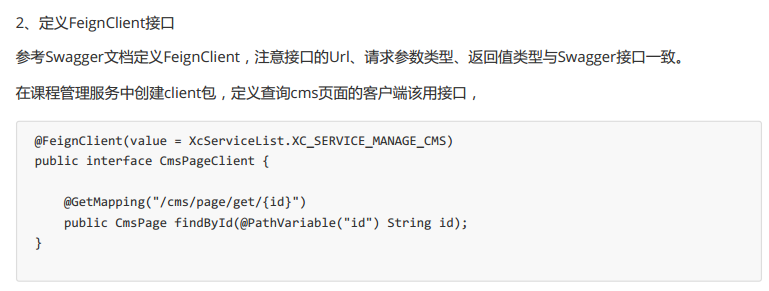 2、定义FeignClient接口
参考Swagger文档定义FeignClient，注意接口的Url、请求参数类型、返回值类型与Swagger接口一致。
在课程管理服务中创建client包，定义查询cms页面的客户端该用接口，
@FeignClient(value = XcServiceList.XC_SERVICE_MANAGE_CMS)
public interface CmsPageClient {
@GetMapping("/cms/page/get/{id}")
public CmsPage findById(@PathVariable("id") String id);
}